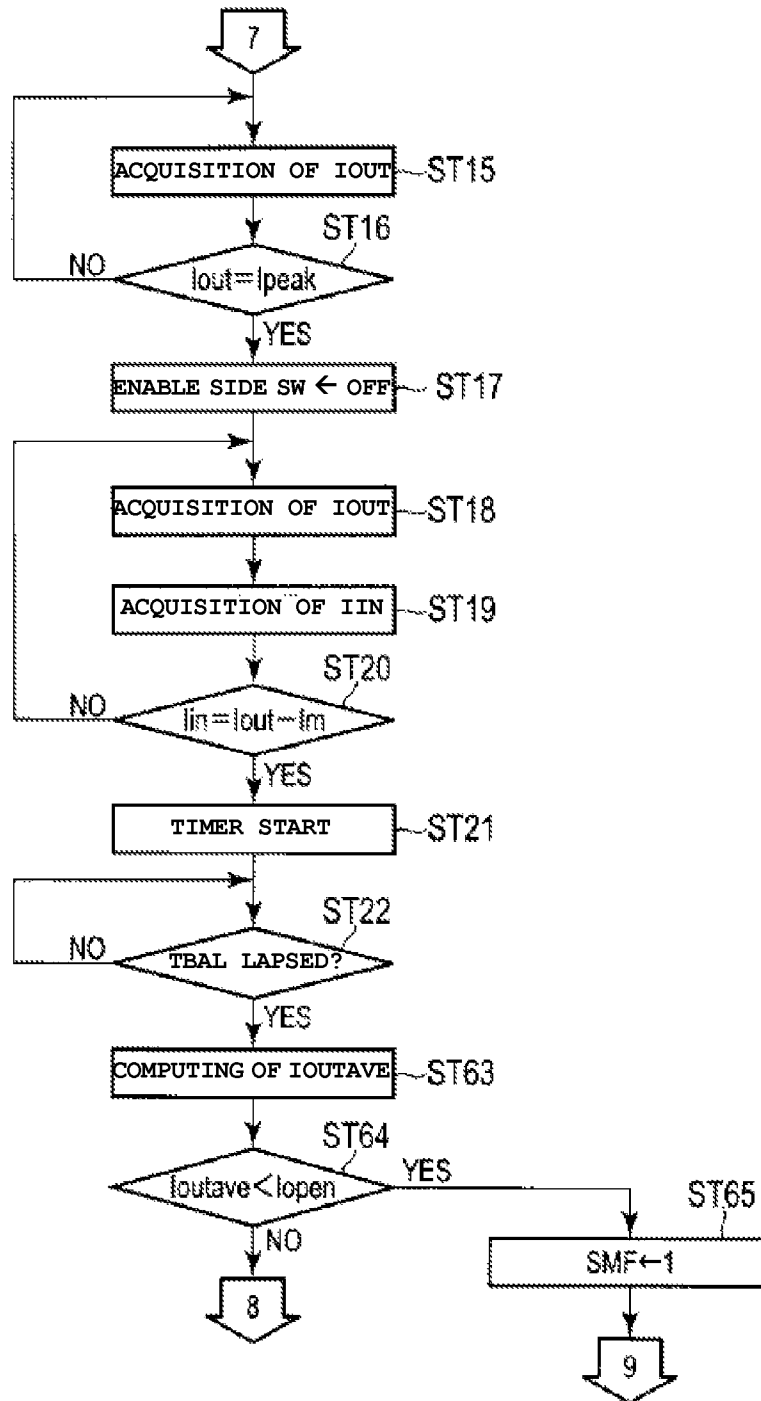 7
ACQUISITION OF IOUT
ST15
ST16
Iout=Ipeak
NO
YES
ENABLE SIDE SW ← OFF
ST17
ACQUISITION OF IOUT
ST18
ACQUISITION OF IIN
ST19
ST20
Iin=Iout-Im
NO
YES
TIMER START
ST21
ST22
TBAL LAPSED?
NO
YES
COMPUTING OF IOUTAVE
ST63
ST64
Ioutave<Iopen
YES
NO
ST65
SMF←1
8
9